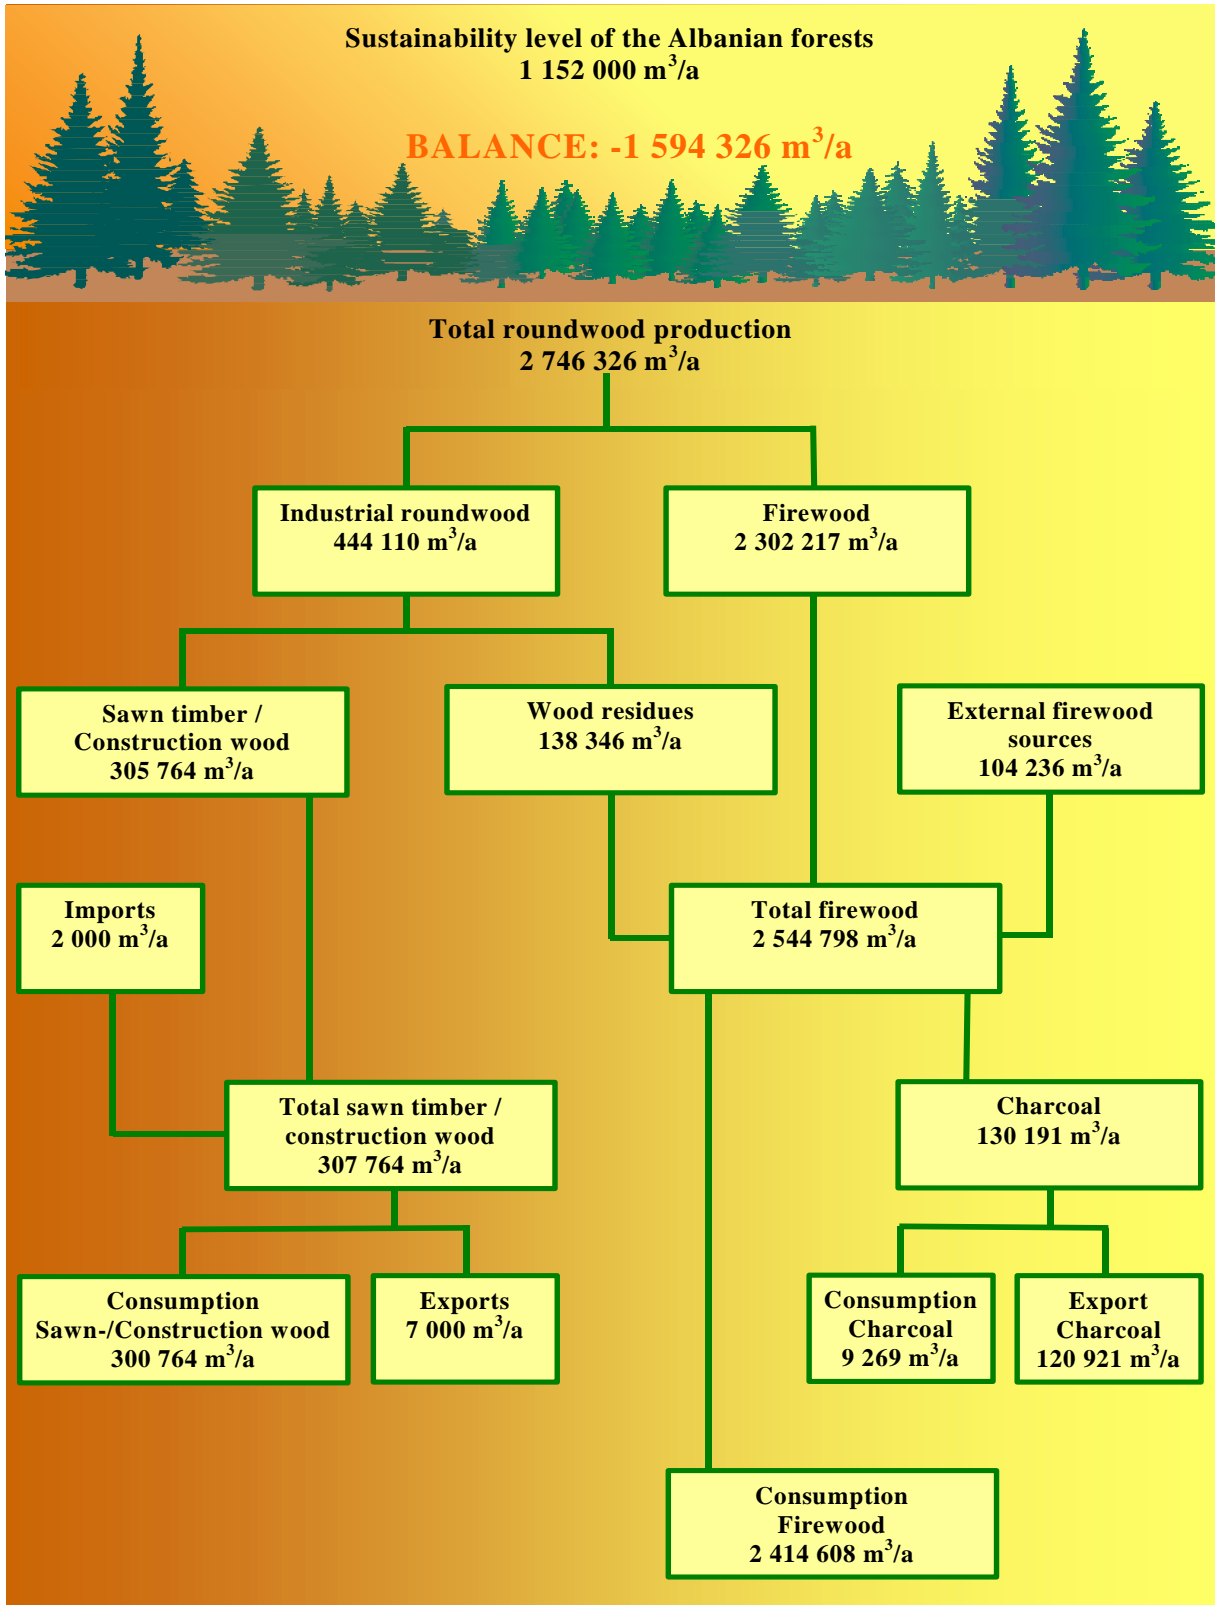 Sustainability level of the Albanian forests
1 152 000 m³/a
BALANCE: -1 594 326 m³/a
Total roundwood production
2 746 326 m³/a
Industrial roundwood
444 110 m³/a
Firewood
2 302 217 m³/a
Sawn timber /
Construction wood
305 764 m³/a
Wood residues
138 346 m³/a
External firewood
sources
104 236 m³/a
Imports
2 000 m³/a
Total firewood
2 544 798 m³/a
Total sawn timber /
construction wood
307 764 m³/a
Charcoal
130 191 m³/a
Consumption
Sawn-/Construction wood
300 764 m³/a
Exports
7 000 m³/a
Consumption
Charcoal
9 269 m³/a
Export
Charcoal
120 921 m³/a
Consumption
Firewood
2 414 608 m³/a